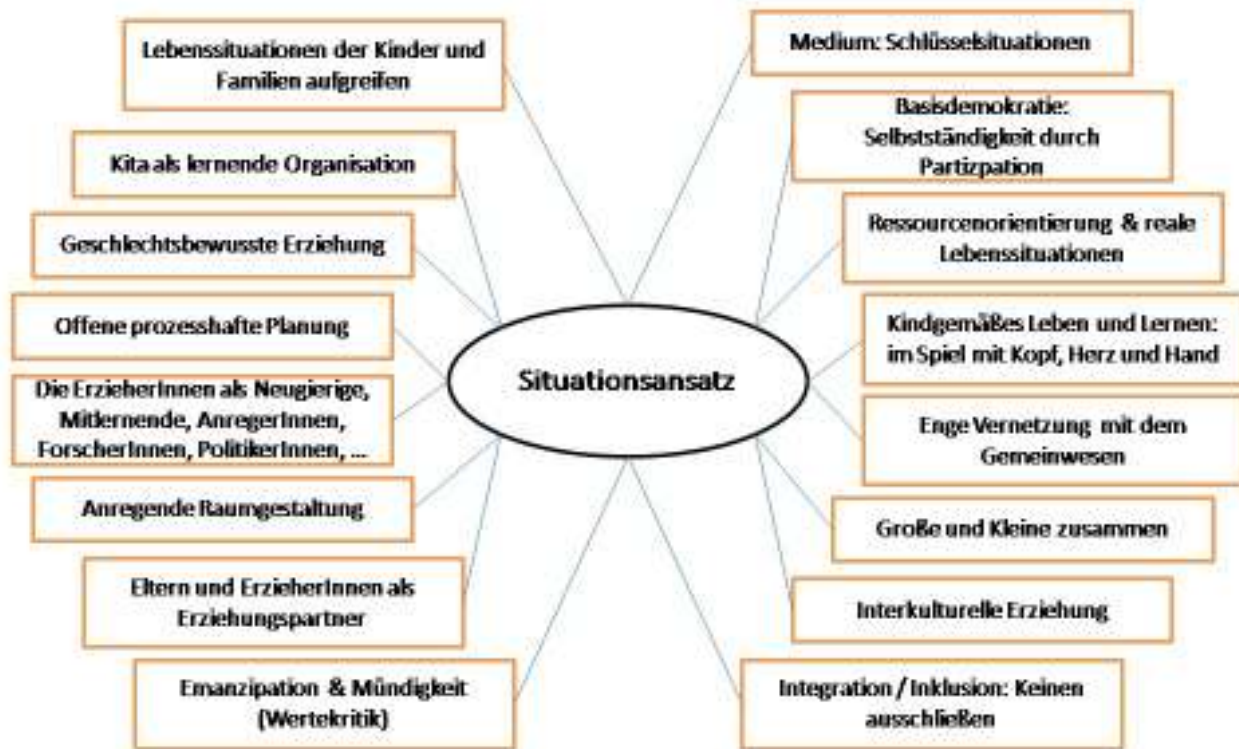 Lebenssituationen der Kinder und
Familien aufgreifen
Kita als lernende Organisation
Geschlechtsbewusste Erziehung
Offene prozesshafte Planung
Die ErzieherInnen als Neugierige,
Mitlernende, AnregerInnen,
ForscherInnen, PolitikerInnen, ...
Anregende Raumgestaltung
Eltern und ErzieherInnen als
Erziehungspartner
Emanzipation & Mündigkeit
(Wertekritik)
Situationsansatz
Medium: Schlüsselsituationen
Basisdemokratie:
Selbstständigkeit durch
Partizpation
Ressourcenorientierung & reale
Lebenssituationen
Kindgemäßes Leben und Lernen:
im Spiel mit Kopf, Herz und Hand
Enge Vernetzung mit dem
Gemeinwesen
Große und Kleine zusammen
Interkulturelle Erziehung
Integration / Inklusion: Keinen
ausschließen